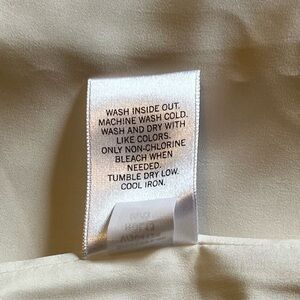 WASH INSIDE OUT.
MACHINE WASH COLD.
WASH AND DRY WITH
LIKE COLORS.
ONLY NON-CHLORINE
BLEACH WHEN
NEEDED.
TUMBLE DRY LOW.
COOL IRON.